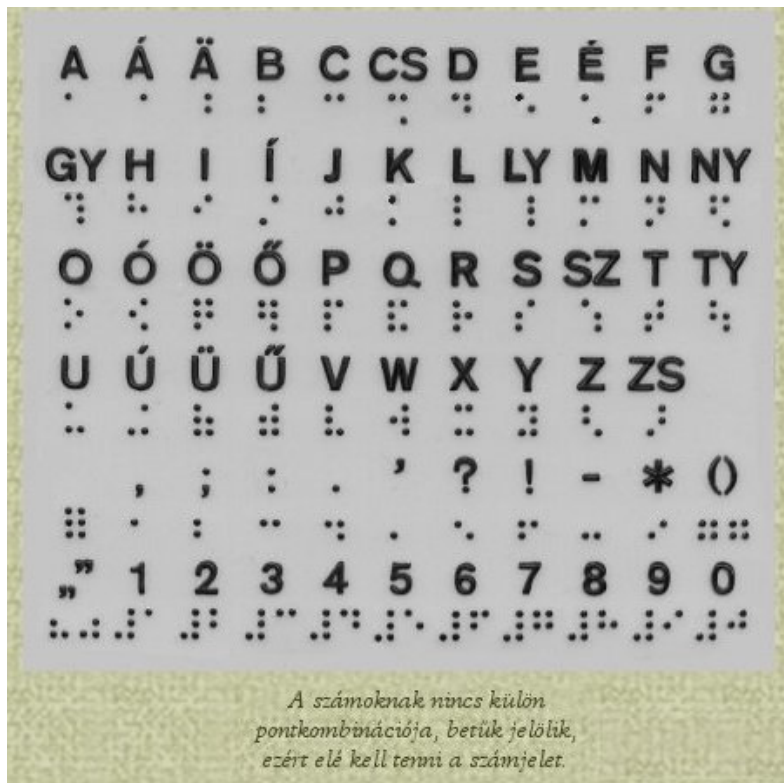 A Á Ä B C CS D E É F G
⠁ ⠈ ⠘ ⠃ ⠉ ⠩ ⠙ ⠑ ⠡ ⠋ ⠛
GY H I Í J K L LY M N NY
⠹ ⠓ ⠊ ⠌ ⠚ ⠅ ⠇ ⠸ ⠍ ⠝ ⠫
O Ó Ö Ő P Q R S SZ T TY
⠕ ⠪ ⠟ ⠻ ⠏ ⠯ ⠗ ⠎ ⠱ ⠞ ⠳
U Ú Ü Ű V W X Y Z ZS
⠥ ⠬ ⠷ ⠾ ⠧ ⠺ ⠭ ⠽ ⠣ ⠜
, ; : . ’ ? ! - * ()
„” 1 2 3 4 5 6 7 8 9 0
A számoknak nincs külön
pontkombinációja, betűk jelölik,
ezért elé kell tenni a számjelet.